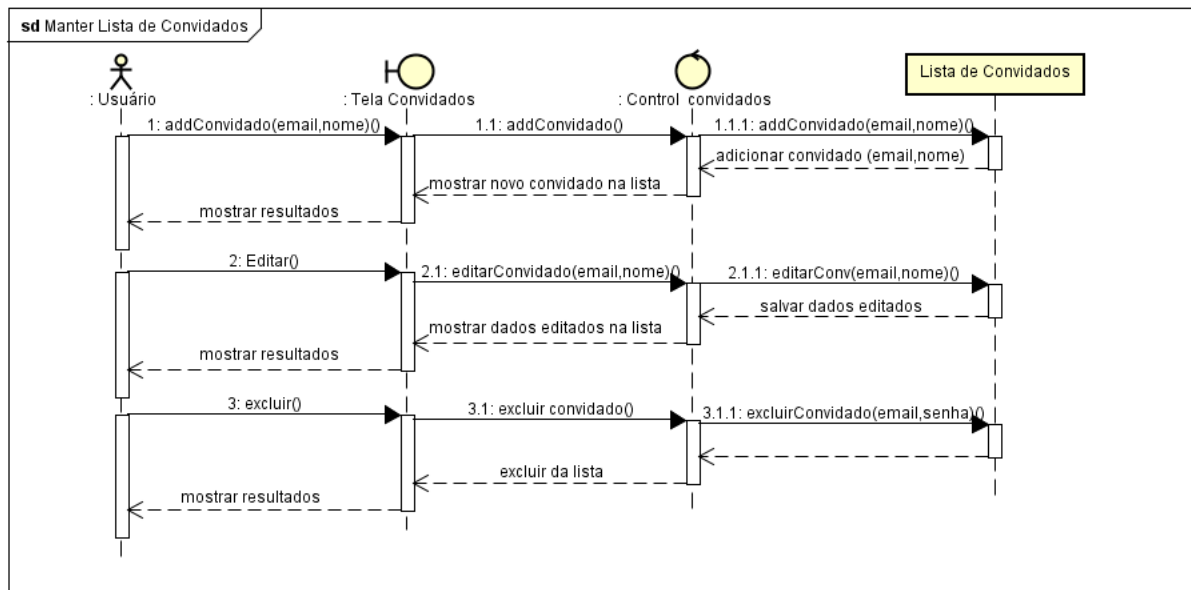 sd Manter Lista de Convidados
Lista de Convidados
: Usuário
: Tela Convidados
: Control convidados
1: addConvidado(email,nome)()
1.1: addConvidado()
1.1.1: addConvidado(email,nome)()
adicionar convidado (email,nome)
mostrar novo convidado na lista
mostrar resultados
2: Editar()
2.1: editarConvidado(email,nome)()
2.1.1: editarConv(email,nome)()
salvar dados editados
mostrar dados editados na lista
mostrar resultados
3: excluir()
3.1: excluir convidado()
3.1.1: excluirConvidado(email,senha)()
excluir da lista
mostrar resultados